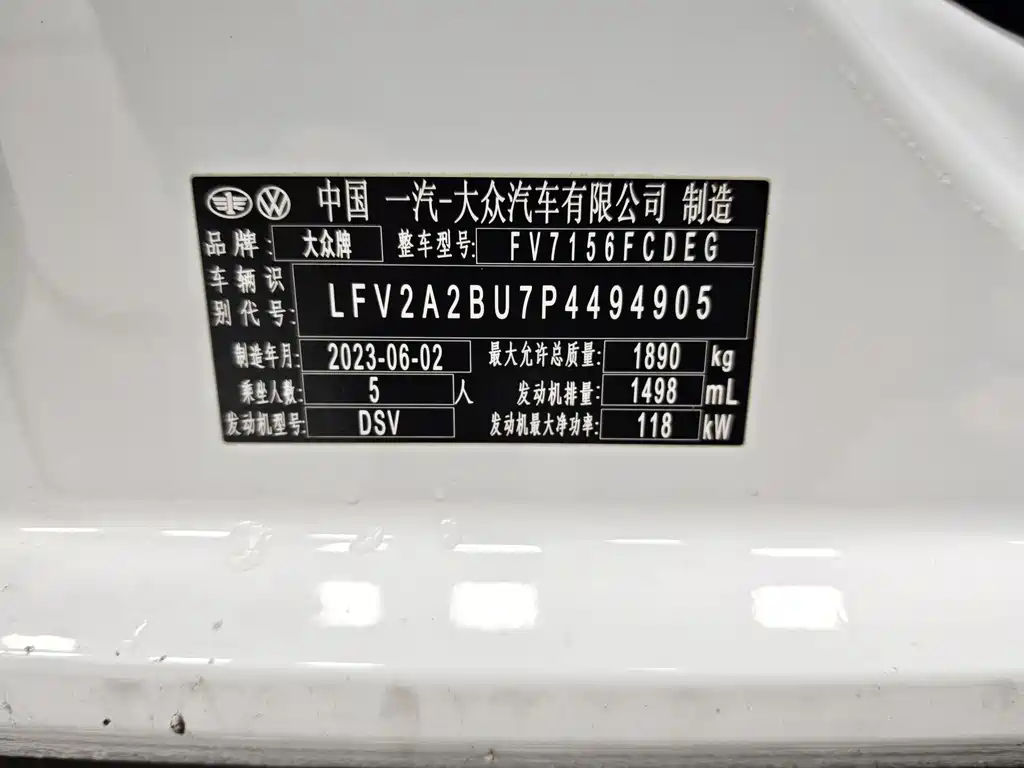 中国 一汽-大众汽车有限公司 制造
品牌: 大众牌 整车型号: FV7156FCDEG
车辆识别代号: LFV2A2BU7P4494905
制造年月: 2023-06-02 最大允许总质量: 1890 kg
乘坐人数: 5 人 发动机排量: 1498 mL
发动机型号: DSV 发动机最大净功率: 118 kW